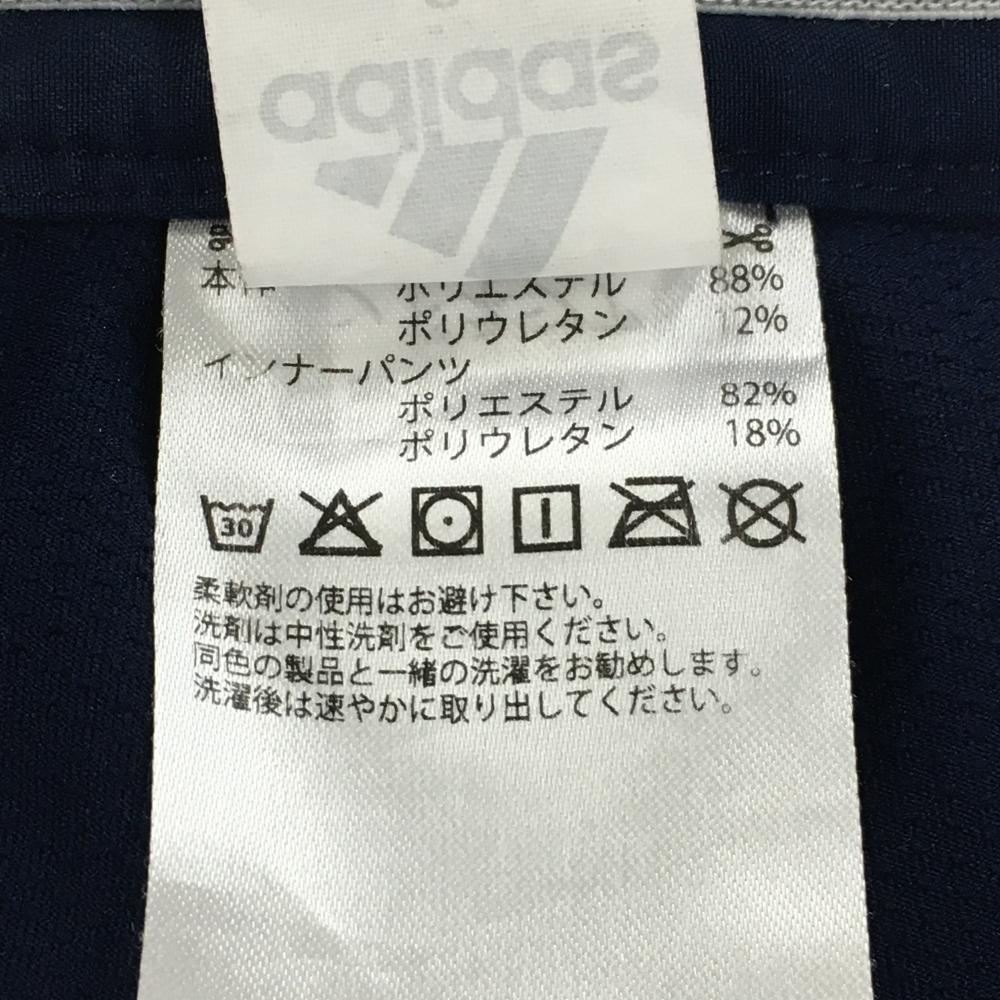 adidas
本体 ポリエステル 88%
ポリウレタン 12%
インナーパンツ
ポリエステル 82%
ポリウレタン 18%
30
柔軟剤の使用はお避け下さい。
洗剤は中性洗剤をご使用ください。
同色の製品と一緒の洗濯をお勧めします。
洗濯後は速やかに取り出してください。